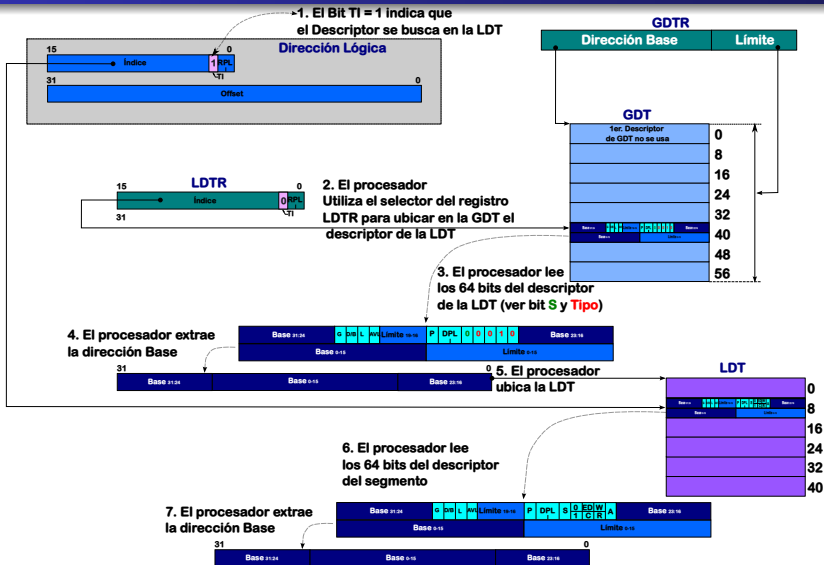 1. El Bit TI = 1 indica que
el Descriptor se busca en la LDT
Dirección Lógica
15 0
Índice 1 RPL
TI
31 0
Offset
GDTR
Dirección Base Límite
GDT
1er. Descriptor
de GDT no se usa
0
8
16
24
32
40
48
56
LDTR
15 0
Índice 0 RPL
31 TI
2. El procesador
Utiliza el selector del registro
LDTR para ubicar en la GDT el
descriptor de la LDT
3. El procesador lee
los 64 bits del descriptor
de la LDT (ver bit S y Tipo)
4. El procesador extrae
la dirección Base
Base 31:24 G D/B L AVL Límite 19-16 P DPL 0 0 0 1 0 Base 23:16
Base 0-15 Límite 0-15
31 0
Base 31:24 Base 0-15 Base 23:16
5. El procesador
ubica la LDT
LDT
0
8
16
24
32
40
6. El procesador lee
los 64 bits del descriptor
del segmento
7. El procesador extrae
la dirección Base
Base 31:24 G D/B L AVL Límite 19-16 P DPL S 0 ED W A Base 23:16
1 C R
Base 0-15 Límite 0-15
31 0
Base 31:24 Base 0-15 Base 23:16